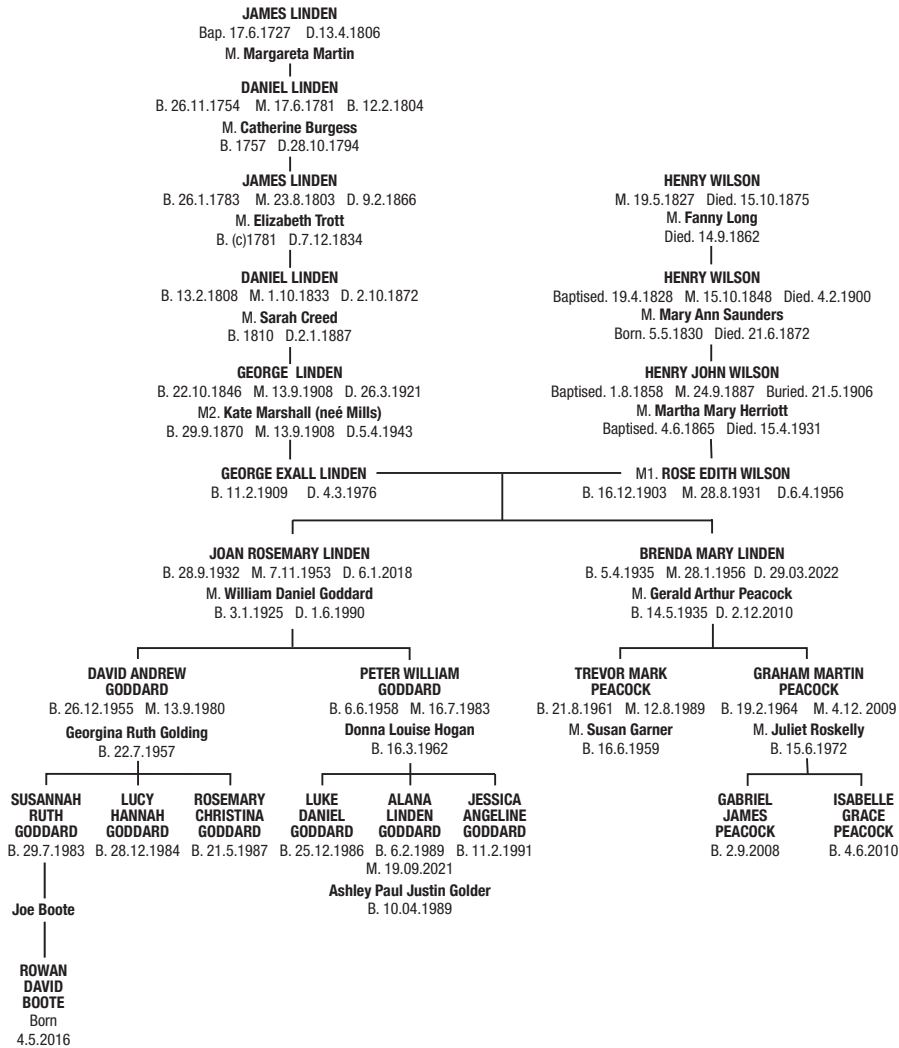 JAMES LINDEN
Bap. 17.6.1727 D.13.4.1806
M. Margareta Martin
DANIEL LINDEN
B. 26.11.1754 M. 17.6.1781 B. 12.2.1804
M. Catherine Burgess
B. 1757 D.28.10.1794
JAMES LINDEN
B. 26.1.1783 M. 23.8.1803 D. 9.2.1866
M. Elizabeth Trott
B. (c)1781 D.7.12.1834
DANIEL LINDEN
B. 13.2.1808 M. 1.10.1833 D. 2.10.1872
M. Sarah Creed
B. 1810 D.2.1.1887
GEORGE LINDEN
B. 22.10.1846 M. 13.9.1908 D. 26.3.1921
M2. Kate Marshall (neé Mills)
B. 29.9.1870 M. 13.9.1908 D.5.4.1943
GEORGE EXALL LINDEN
B. 11.2.1909 D. 4.3.1976
HENRY WILSON
M. 19.5.1827 Died. 15.10.1875
M. Fanny Long
Died. 14.9.1862
HENRY WILSON
Baptised. 19.4.1828 M. 15.10.1848 Died. 4.2.1900
M. Mary Ann Saunders
Born. 5.5.1830 Died. 21.6.1872
HENRY JOHN WILSON
Baptised. 1.8.1858 M. 24.9.1887 Buried. 21.5.1906
M. Martha Mary Herriott
Baptised. 4.6.1865 Died. 15.4.1931
M1. ROSE EDITH WILSON
B. 16.12.1903 M. 28.8.1931 D.6.4.1956
JOAN ROSEMARY LINDEN
B. 28.9.1932 M. 7.11.1953 D. 6.1.2018
M. William Daniel Goddard
B. 3.1.1925 D. 1.6.1990
BRENDA MARY LINDEN
B. 5.4.1935 M. 28.1.1956 D. 29.03.2022
M. Gerald Arthur Peacock
B. 14.5.1935 D. 2.12.2010
DAVID ANDREW
GODDARD
B. 26.12.1955 M. 13.9.1980
Georgina Ruth Golding
B. 22.7.1957
PETER WILLIAM
GODDARD
B. 6.6.1958 M. 16.7.1983
Donna Louise Hogan
B. 16.3.1962
TREVOR MARK
PEACOCK
B. 21.8.1961 M. 12.8.1989
M. Susan Garner
B. 16.6.1959
GRAHAM MARTIN
PEACOCK
B. 19.2.1964 M. 4.12. 2009
M. Juliet Roskelly
B. 15.6.1972
SUSANNAH
RUTH
GODDARD
B. 29.7.1983
Joe Boote
ROWAN
DAVID
BOOTE
Born
4.5.2016
LUCY
HANNAH
GODDARD
B. 28.12.1984
ROSEMARY
CHRISTINA
GODDARD
B. 21.5.1987
LUKE
DANIEL
GODDARD
B. 25.12.1986
ALANA
LINDEN
GODDARD
B. 6.2.1989
M. 19.09.2021
Ashley Paul Justin Golder
B. 10.04.1989
JESSICA
ANGELINE
GODDARD
B. 11.2.1991
GABRIEL
JAMES
PEACOCK
B. 2.9.2008
ISABELLE
GRACE
PEACOCK
B. 4.6.2010